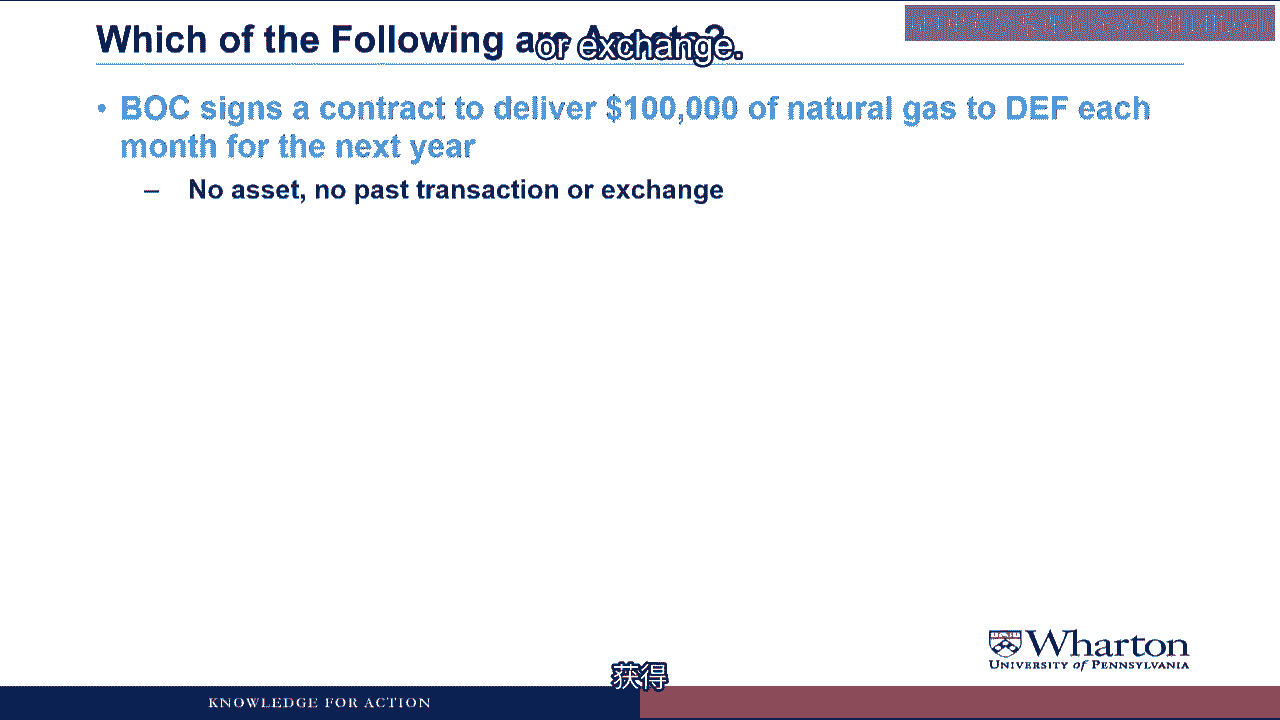 Which of the Following are Assets?
or exchange.
• BOC signs a contract to deliver $100,000 of natural gas to DEF each
month for the next year
– No asset, no past transaction or exchange
Wharton
UNIVERSITY of PENNSYLVANIA
获得
KNOWLEDGE FOR ACTION